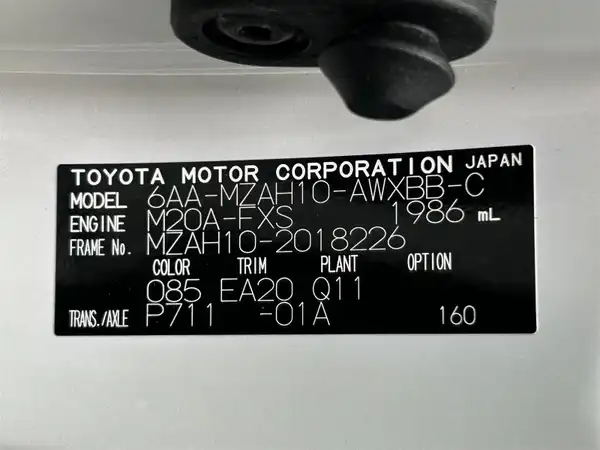 TOYOTA MOTOR CORPORATION JAPAN
MODEL 6AA-MZAH10-AWXBB-C
ENGINE M20A-FXS 1986 mL
FRAME No. MZAH10-2018226
COLOR TRIM PLANT OPTION
085 EA20 Q11
TRANS./AXLE P711 -01A 160